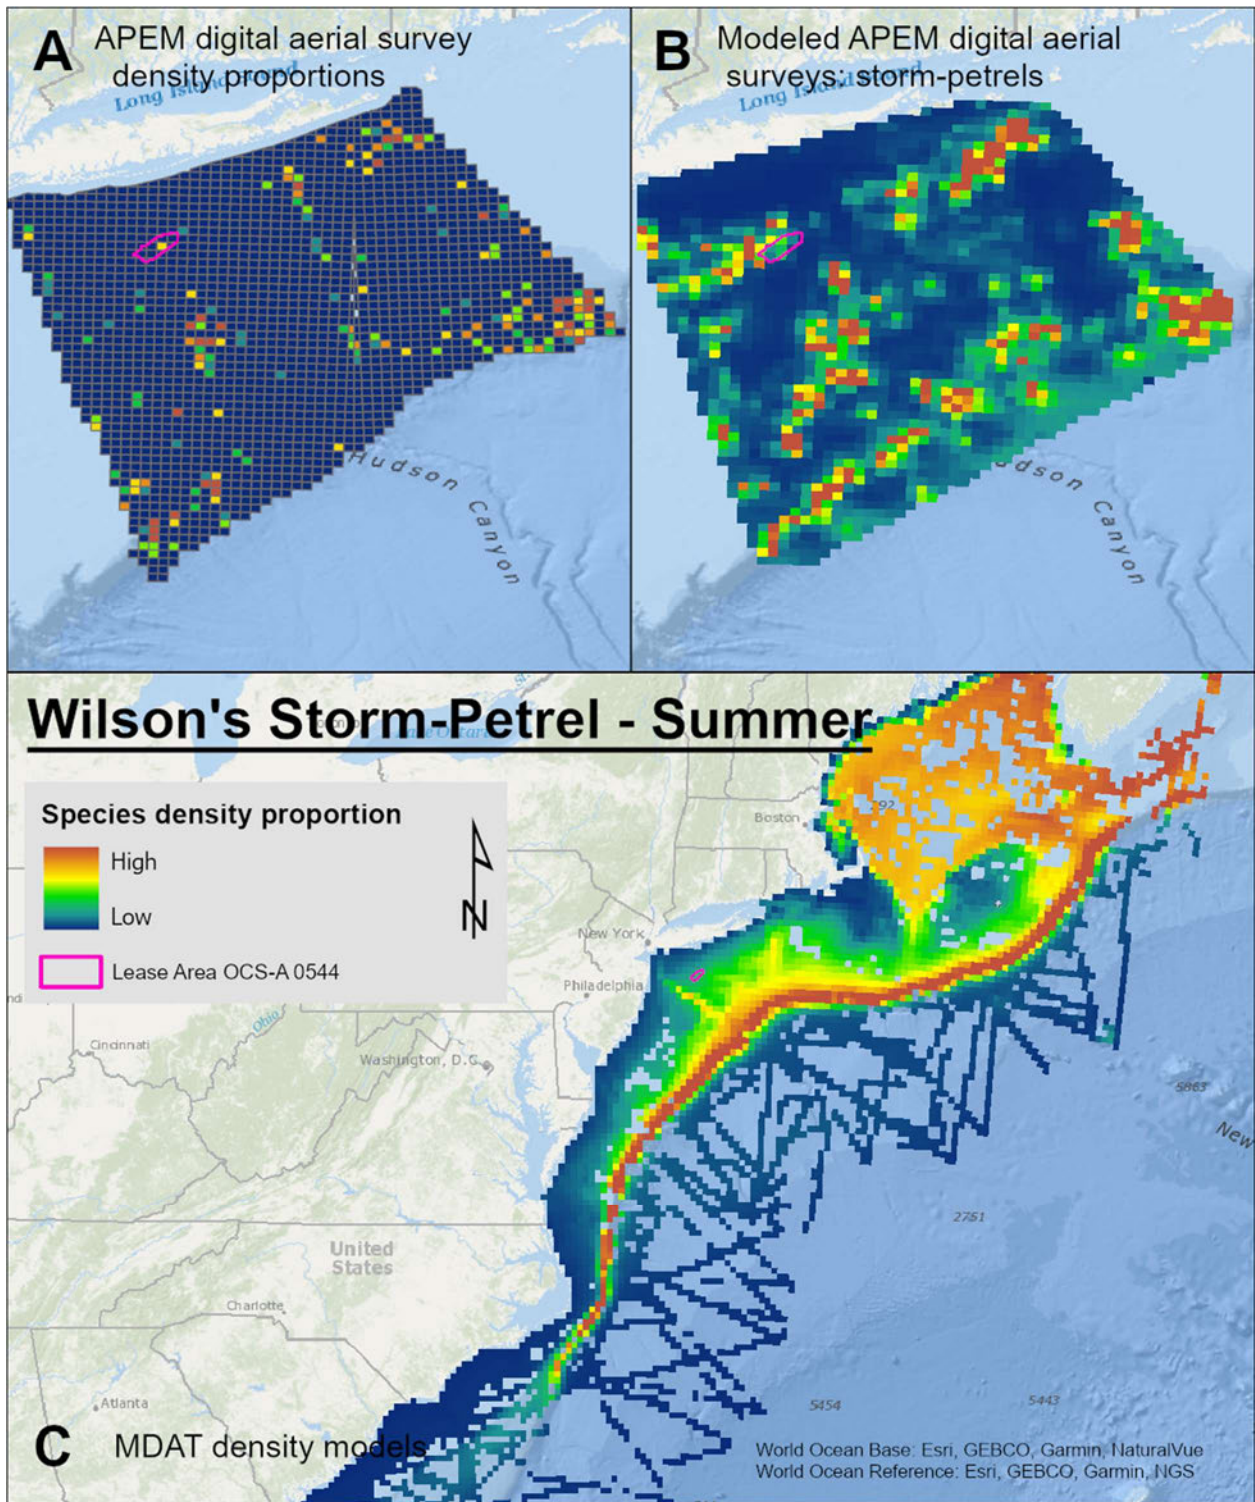 A
APEM digital aerial survey
density proportions
Long Island Sound
Hudson Canyon
B
Modeled APEM digital aerial
surveys: storm-petrels
Long Island Sound
udson Canyon
Wilson's Storm-Petrel - Summer
Species density proportion
High
Low
N
Lease Area OCS-A 0544
Boston
New York
Philadelphia
Ohio
Cincinnati
Washington, D.C.
5863
New
2751
United
States
Charlotte
Atlanta
5454
5443
C
MDAT density models
World Ocean Base: Esri, GEBCO, Garmin, NaturalVue
World Ocean Reference: Esri, GEBCO, Garmin, NGS